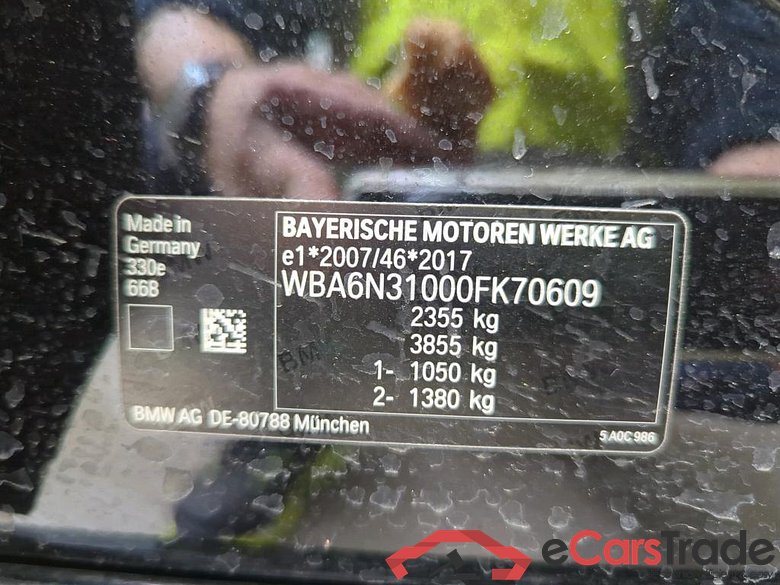 Made in
Germany
330e
668
BAYERISCHE MOTOREN WERKE AG
e1*2007/46*2017
WBA6N31000FK70609
2355 kg
3855 kg
1- 1050 kg
2- 1380 kg
BMW AG DE-80788 München
5 A0C 986
eCarsTrade